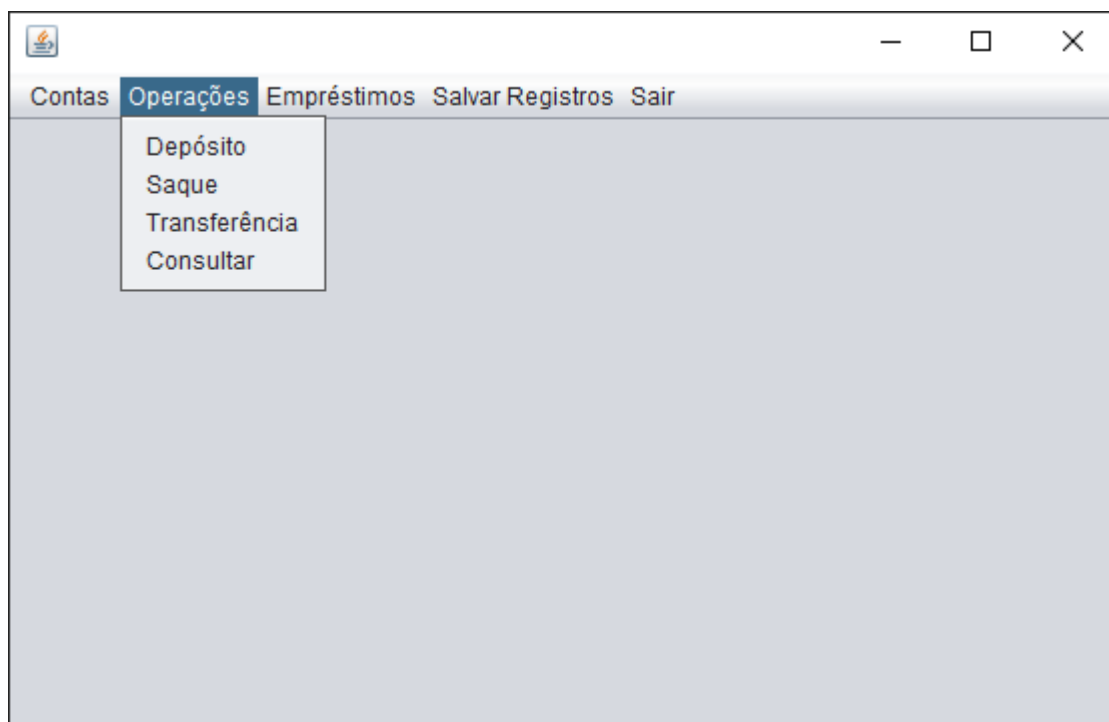 Contas Operações Empréstimos Salvar Registros Sair
Depósito
Saque
Transferência
Consultar